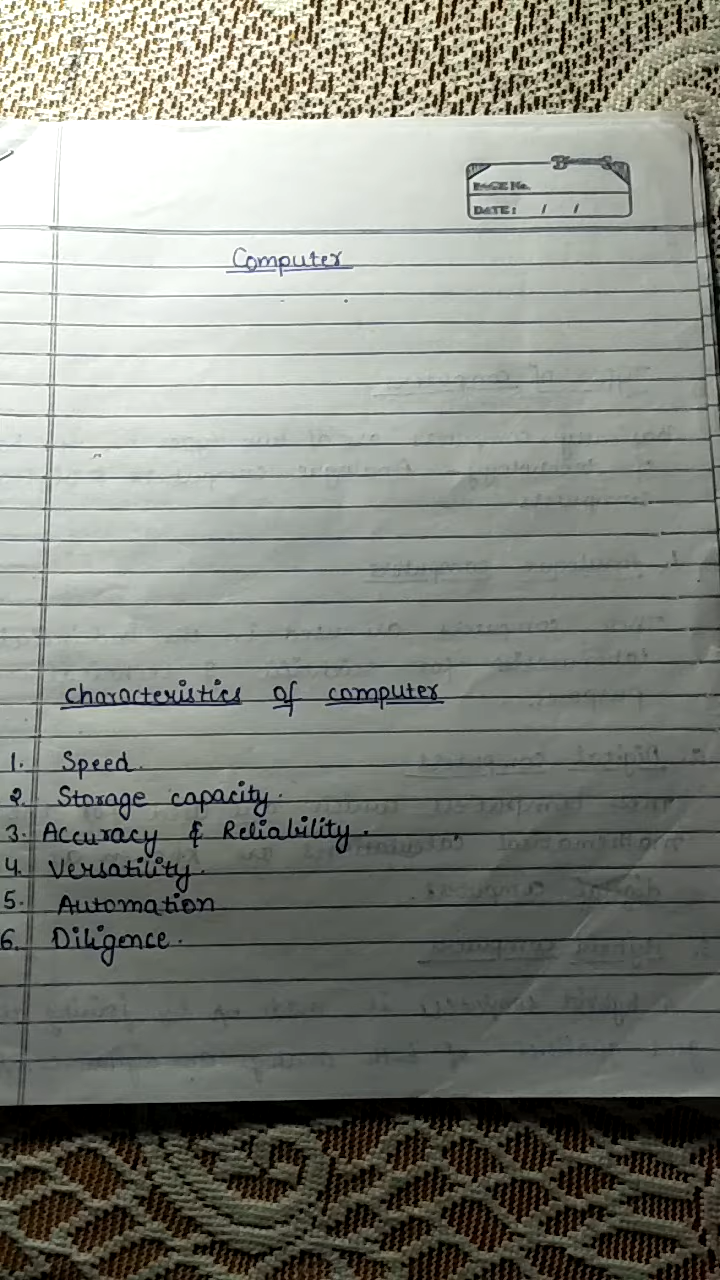 PAGE No.
DATE: / /
Computer
Characteristics of computer
1. Speed.
2. Storage capacity.
3. Accuracy & Reliability.
4. Versatility.
5. Automation
6. Diligence.